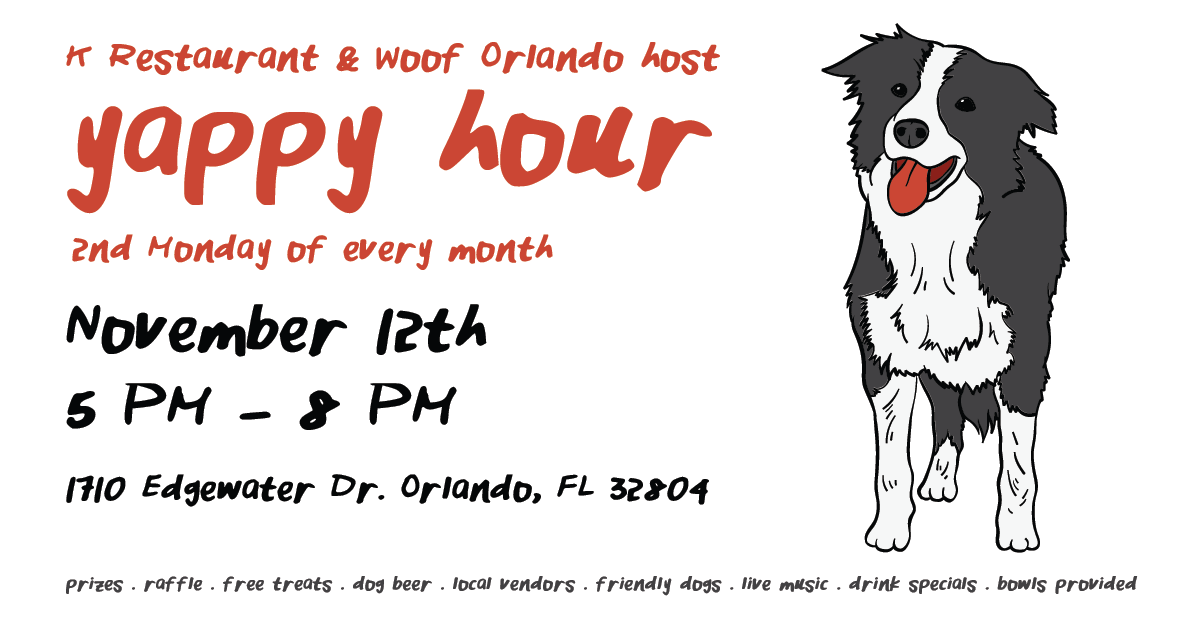 K Restaurant & Woof Orlando host
yappy hour
2nd Monday of every month
November 12th
5 PM - 8 PM
1710 Edgewater Dr. Orlando, FL 32804
prizes . raffle . free treats . dog beer . local vendors . friendly dogs . live music . drink specials . bowls provided